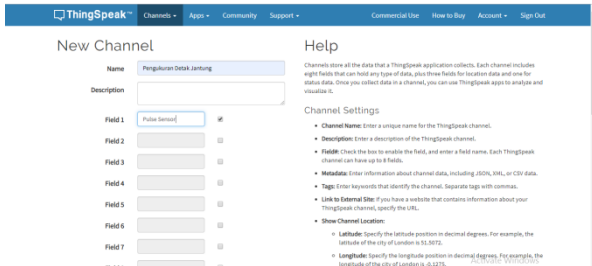 ThingSpeak™ Channels Apps Community Support Commercial Use How to Buy Account Sign Out
New Channel
Name Pengukuran Detak Jantung
Description
Field 1 Pulse Sensor
Field 2
Field 3
Field 4
Field 5
Field 6
Field 7
Help
Channels store all the data that a ThingSpeak application collects. Each channel includes
eight fields that can hold any type of data, plus three fields for location data and one for
status data. Once you collect data in a channel, you can use ThingSpeak apps to analyze and
visualize it.
Channel Settings
• Channel Name: Enter a unique name for the ThingSpeak channel.
• Description: Enter a description of the ThingSpeak channel.
• Field#: Check the box to enable the field, and enter a field name. Each ThingSpeak
channel can have up to 8 fields.
• Metadata: Enter information about channel data, including JSON, XML, or CSV data.
• Tags: Enter keywords that identify the channel. Separate tags with commas.
• Link to External Site: If you have a website that contains information about your
ThingSpeak channel, specify the URL.
• Show Channel Location:
Latitude: Specify the latitude position in decimal degrees. For example, the
latitude of the city of London is 51.5072.
Longitude: Specify the longitude position in decimal degrees. For example, the
longitude of the city of London is -0.1275.
Activate Windows